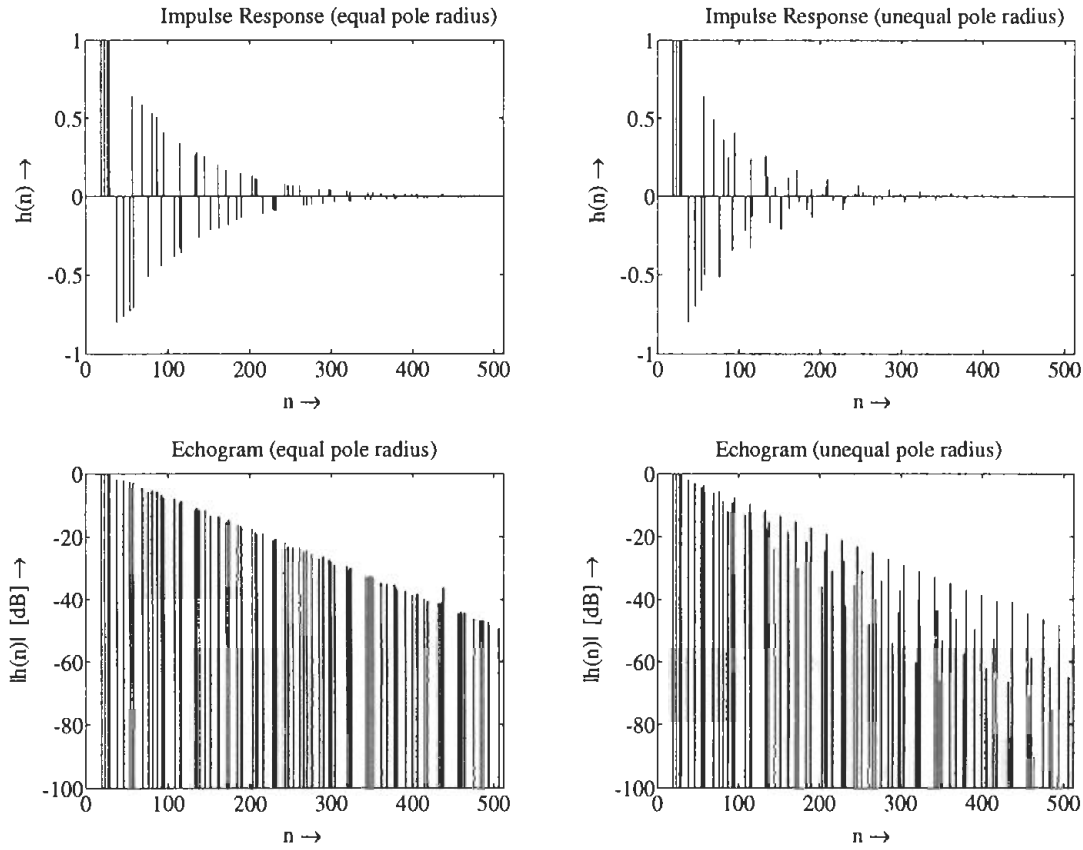 Impulse Response (equal pole radius)
1
0.5
0
-0.5
-1
h(n) →
0 100 200 300 400 500
n →
Impulse Response (unequal pole radius)
1
0.5
0
-0.5
-1
h(n) →
0 100 200 300 400 500
n →
Echogram (equal pole radius)
0
-20
-40
-60
-80
-100
|h(n)| [dB] →
0 100 200 300 400 500
n →
Echogram (unequal pole radius)
0
-20
-40
-60
-80
-100
|h(n)| [dB] →
0 100 200 300 400 500
n →